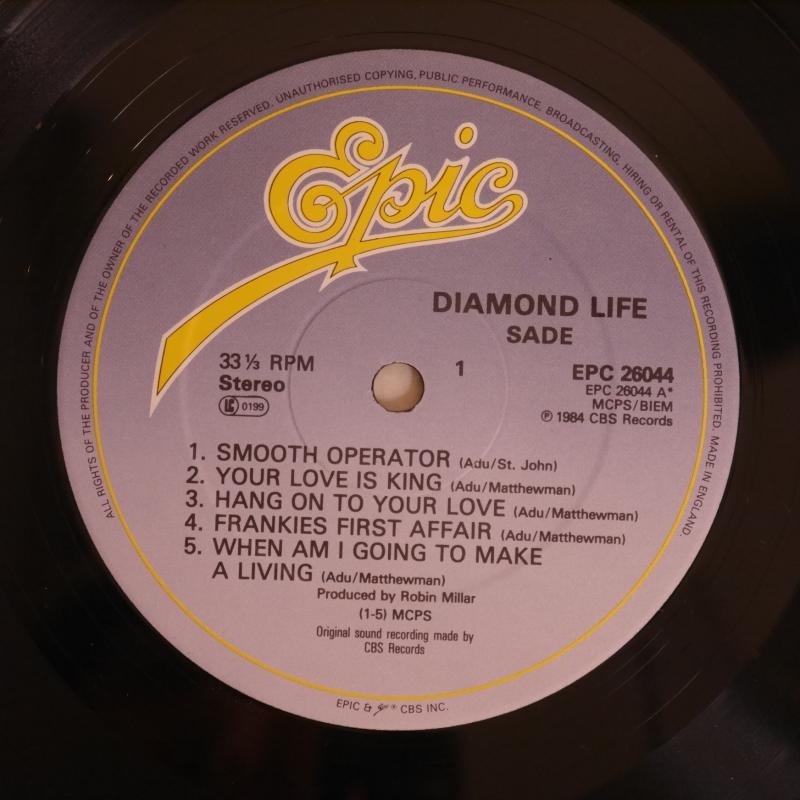 ALL RIGHTS OF THE PRODUCER AND OF THE OWNER OF THE RECORDED WORK RESERVED. UNAUTHORISED COPYING, PUBLIC PERFORMANCE, BROADCASTING, HIRING OR RENTAL OF THIS RECORDING PROHIBITED. MADE IN ENGLAND.
Epic
DIAMOND LIFE
SADE
33 ⅓ RPM
Stereo
LC 0199
1
EPC 26044
EPC 26044 A*
MCPS/BIEM
℗ 1984 CBS Records
1. SMOOTH OPERATOR (Adu/St. John)
2. YOUR LOVE IS KING (Adu/Matthewman)
3. HANG ON TO YOUR LOVE (Adu/Matthewman)
4. FRANKIES FIRST AFFAIR (Adu/Matthewman)
5. WHEN AM I GOING TO MAKE
A LIVING (Adu/Matthewman)
Produced by Robin Millar
(1-5) MCPS
Original sound recording made by
CBS Records
EPIC & Epic ® CBS INC.